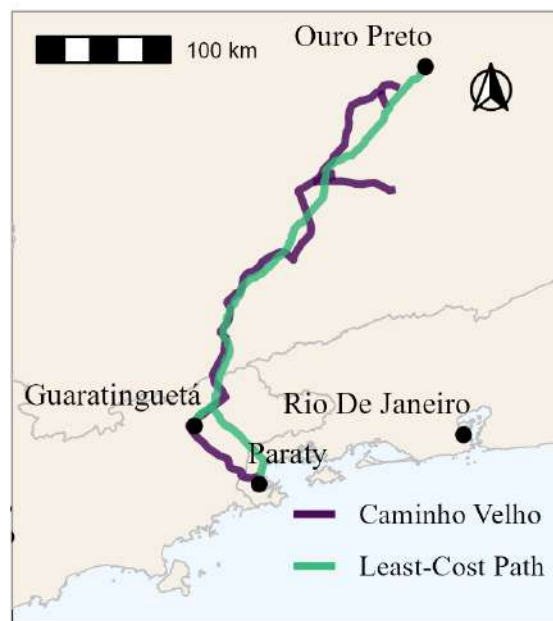 100 km
Ouro Preto
Guaratinguetá
Rio De Janeiro
Paraty
Caminho Velho
Least-Cost Path